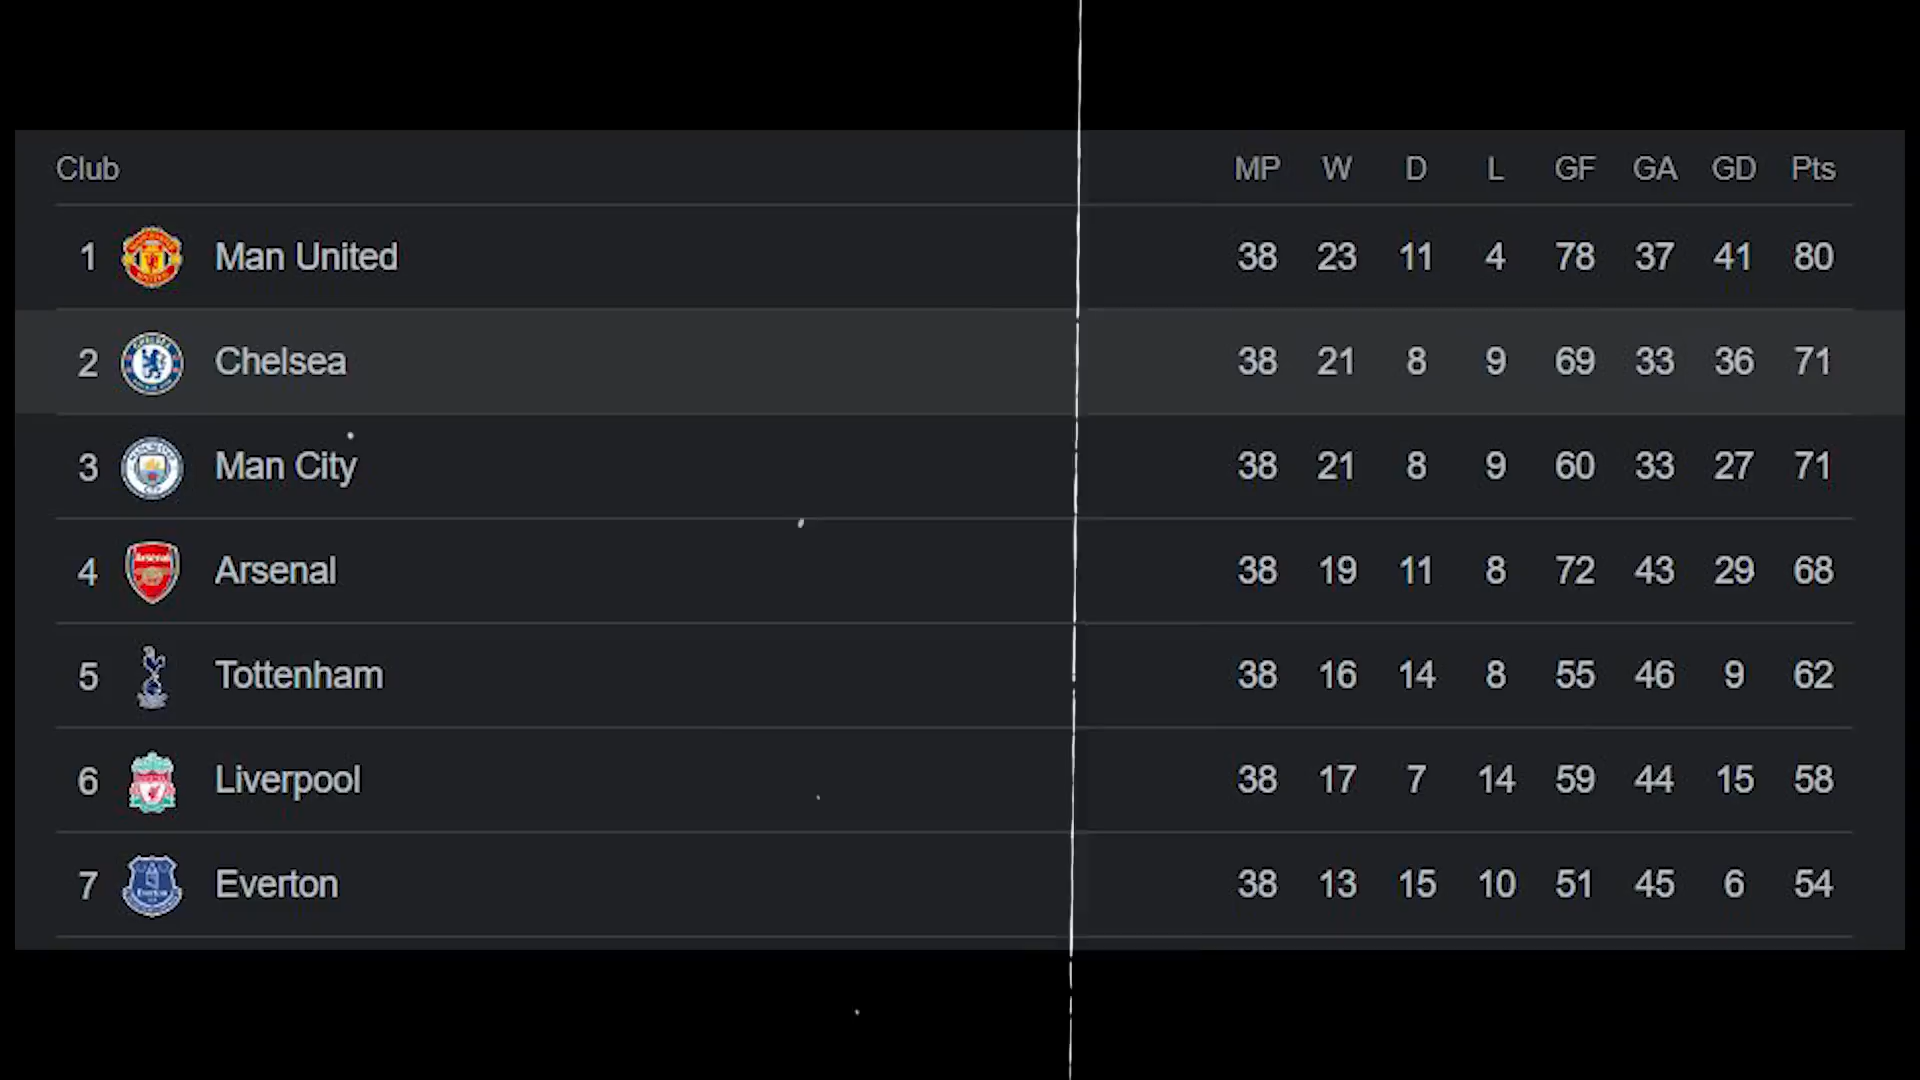 Club MP W D L GF GA GD Pts
1 Man United 38 23 11 4 78 37 41 80
2 Chelsea 38 21 8 9 69 33 36 71
3 Man City 38 21 8 9 60 33 27 71
4 Arsenal 38 19 11 8 72 43 29 68
5 Tottenham 38 16 14 8 55 46 9 62
6 Liverpool 38 17 7 14 59 44 15 58
7 Everton 38 13 15 10 51 45 6 54